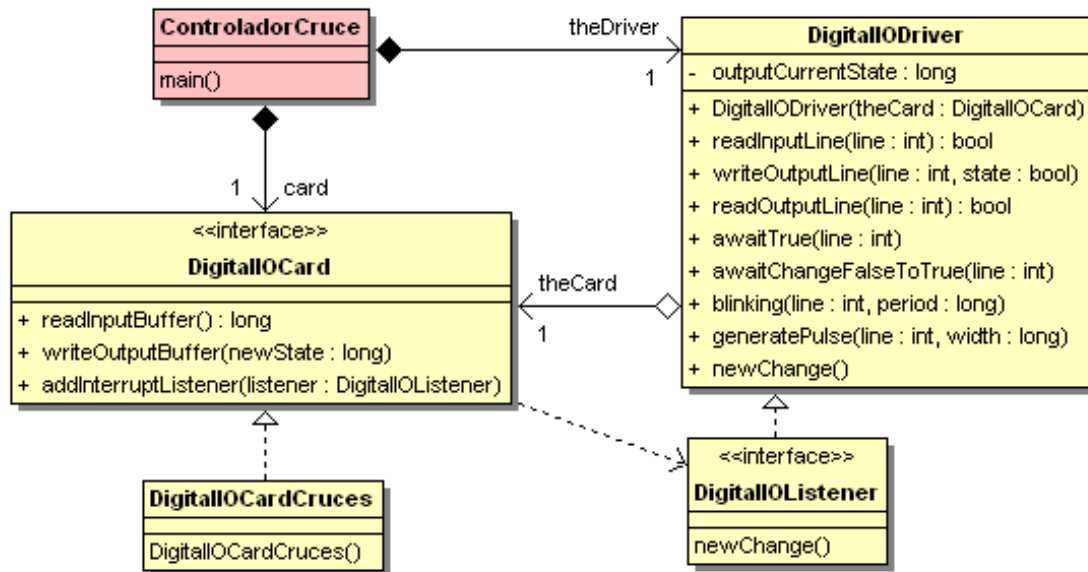 ControladorCruce
main()
theDriver
1
1
card
DigitalIODriver
- outputCurrentState : long
+ DigitalIODriver(theCard : DigitalIOCard)
+ readInputLine(line : int) : bool
+ writeOutputLine(line : int, state : bool)
+ readOutputLine(line : int) : bool
+ awaitTrue(line : int)
+ awaitChangeFalseToTrue(line : int)
+ blinking(line : int, period : long)
+ generatePulse(line : int, width : long)
+ newChange()
<<interface>>
DigitalIOCard
+ readInputBuffer() : long
+ writeOutputBuffer(newState : long)
+ addInterruptListener(listener : DigitalIOListener)
theCard
1
DigitalIOCardCruces
DigitalIOCardCruces()
<<interface>>
DigitalIOListener
newChange()